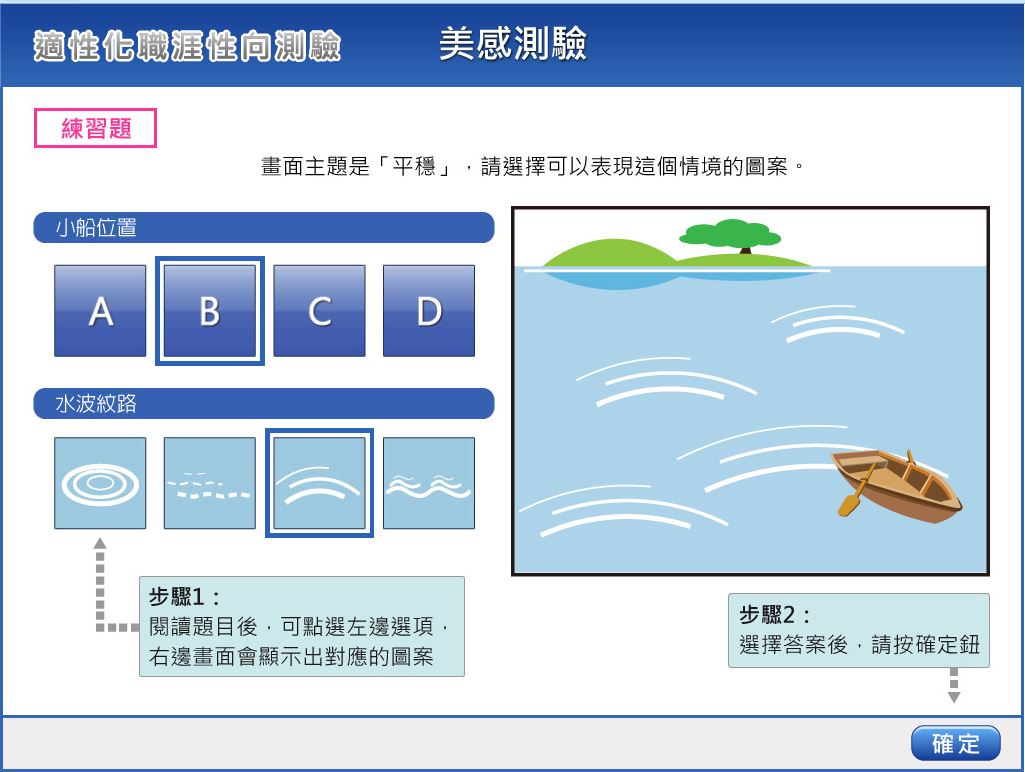 適性化職涯性向測驗
美感測驗
練習題
畫面主題是「平穩」，請選擇可以表現這個情境的圖案。
小船位置
A
B
C
D
水波紋路
步驟1：
閱讀題目後，可點選左邊選項，
右邊畫面會顯示出對應的圖案
步驟2：
選擇答案後，請按確定鈕
確定